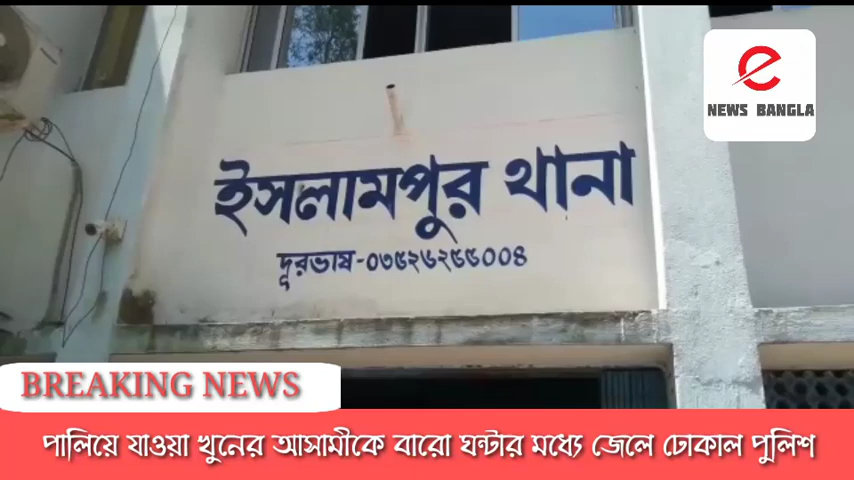 e
NEWS BANGLA
ইসলামপুর থানা
দূরভাষ-০৩৫২৬২৫৫০০৪
BREAKING NEWS
পালিয়ে যাওয়া খুনের আসামীকে বারো ঘন্টার মধ্যে জেলে ঢোকাল পুলিশ